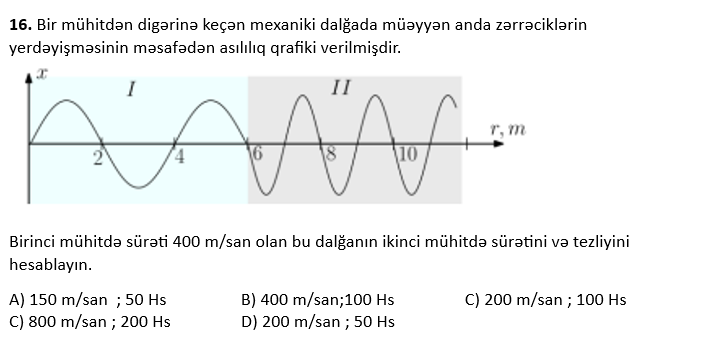 16. Bir mühitdən digərinə keçən mexaniki dalğada müəyyən anda zərrəciklərin
yerdəyişməsinin məsafədən asılılıq qrafiki verilmişdir.
x
I
II
r, m
2
4
6
8
10
Birinci mühitdə sürəti 400 m/san olan bu dalğanın ikinci mühitdə sürətini və tezliyini
hesablayın.
A) 150 m/san ; 50 Hs B) 400 m/san;100 Hs C) 200 m/san ; 100 Hs
C) 800 m/san ; 200 Hs D) 200 m/san ; 50 Hs